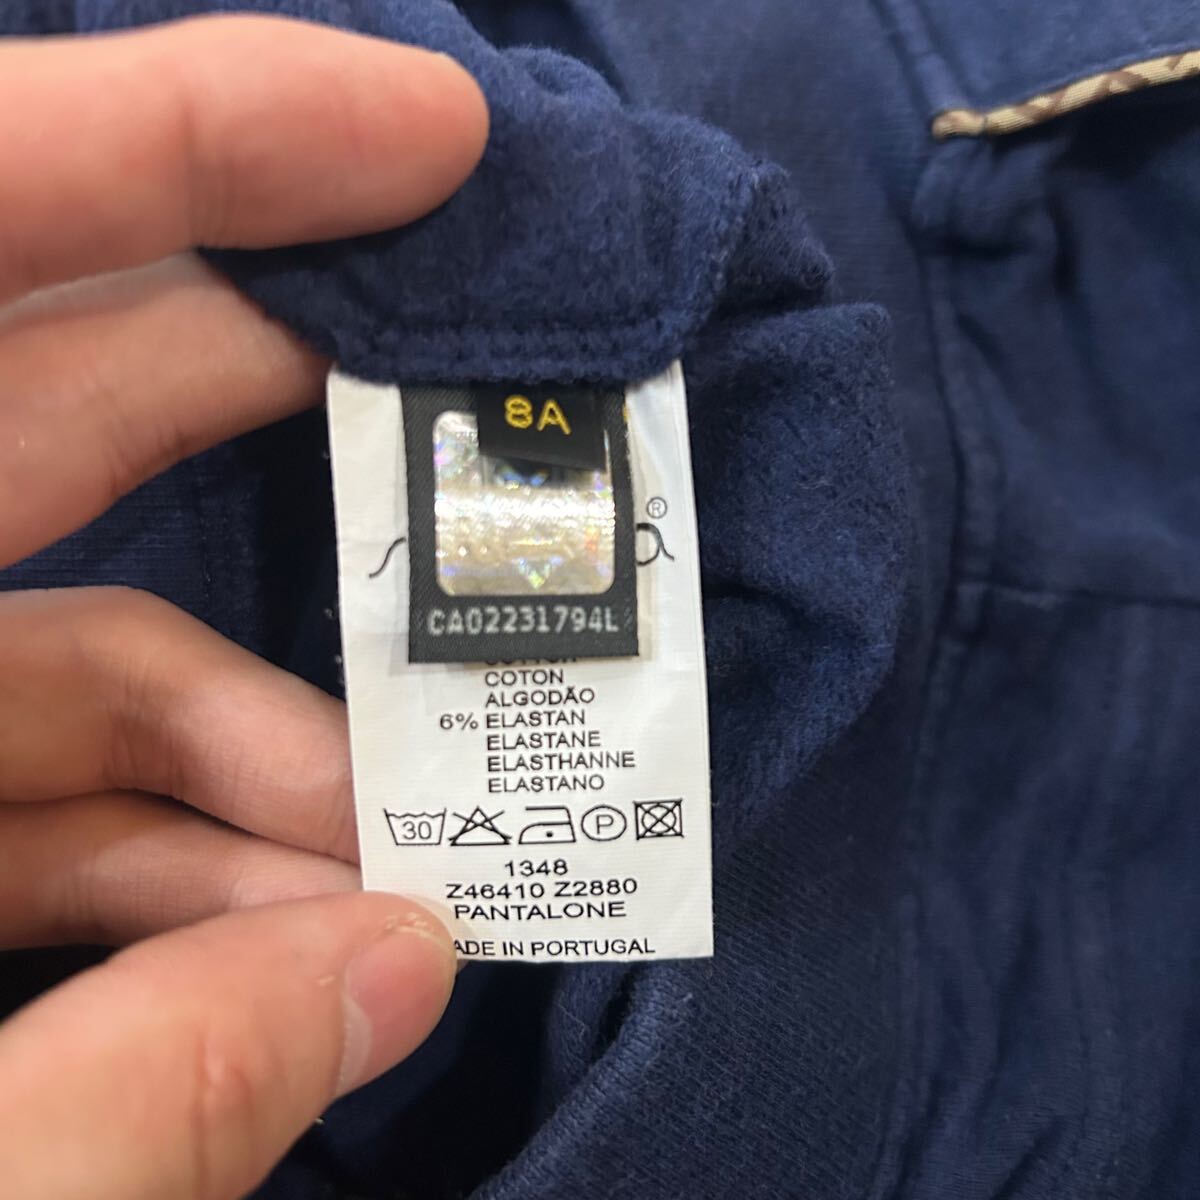 8A
®
CA02231794L
COTON
ALGODÃO
6% ELASTAN
ELASTANE
ELASTHANNE
ELASTANO
30 P
1348
Z46410 Z2880
PANTALONE
ADE IN PORTUGAL